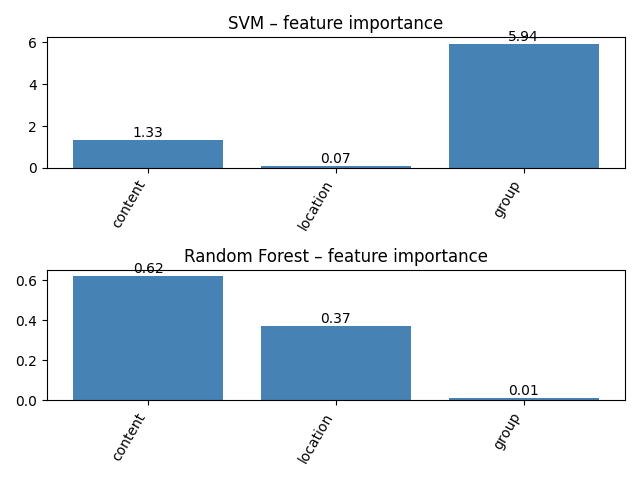 SVM – feature importance
6
4
2
0
1.33
0.07
5.94
content
location
group
Random Forest – feature importance
0.6
0.4
0.2
0.0
0.62
0.37
0.01
content
location
group